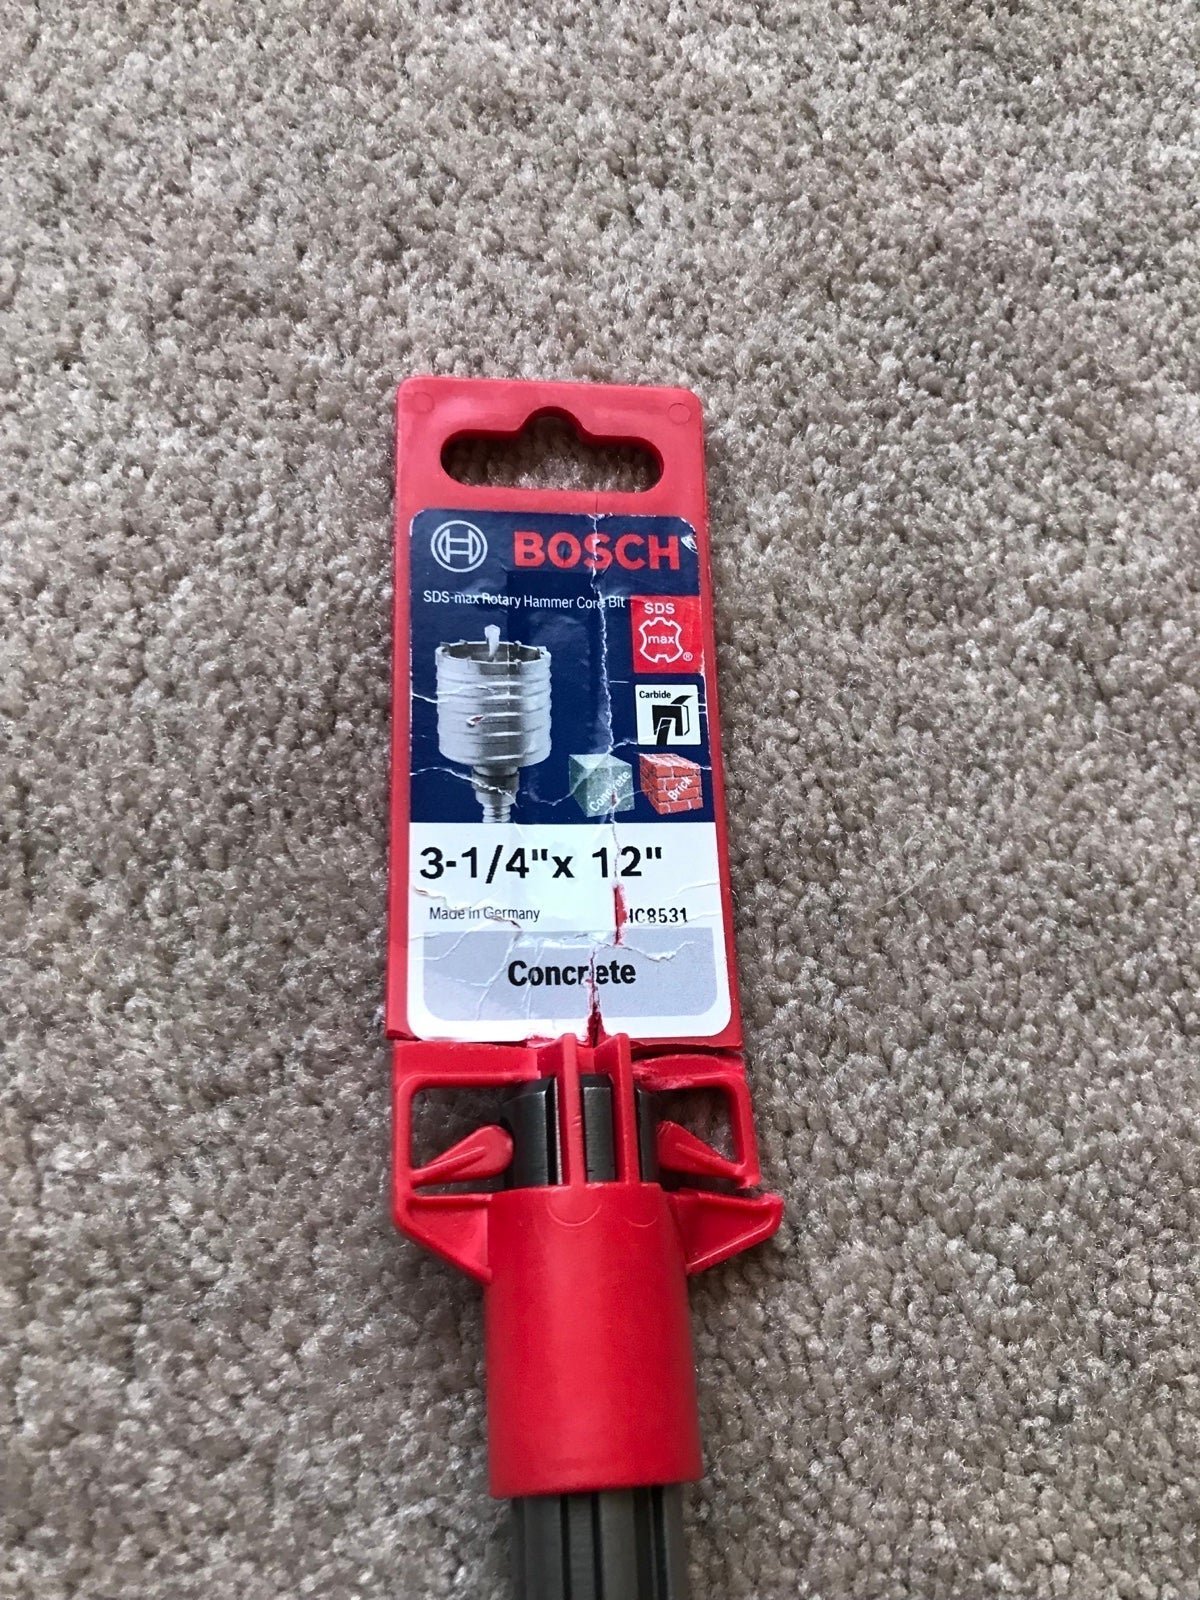 BOSCH
SDS-max Rotary Hammer Core Bit
SDS
max
®
Carbide
Concrete
Brick
3-1/4"x 12"
Made in Germany
HC8531
Concrete